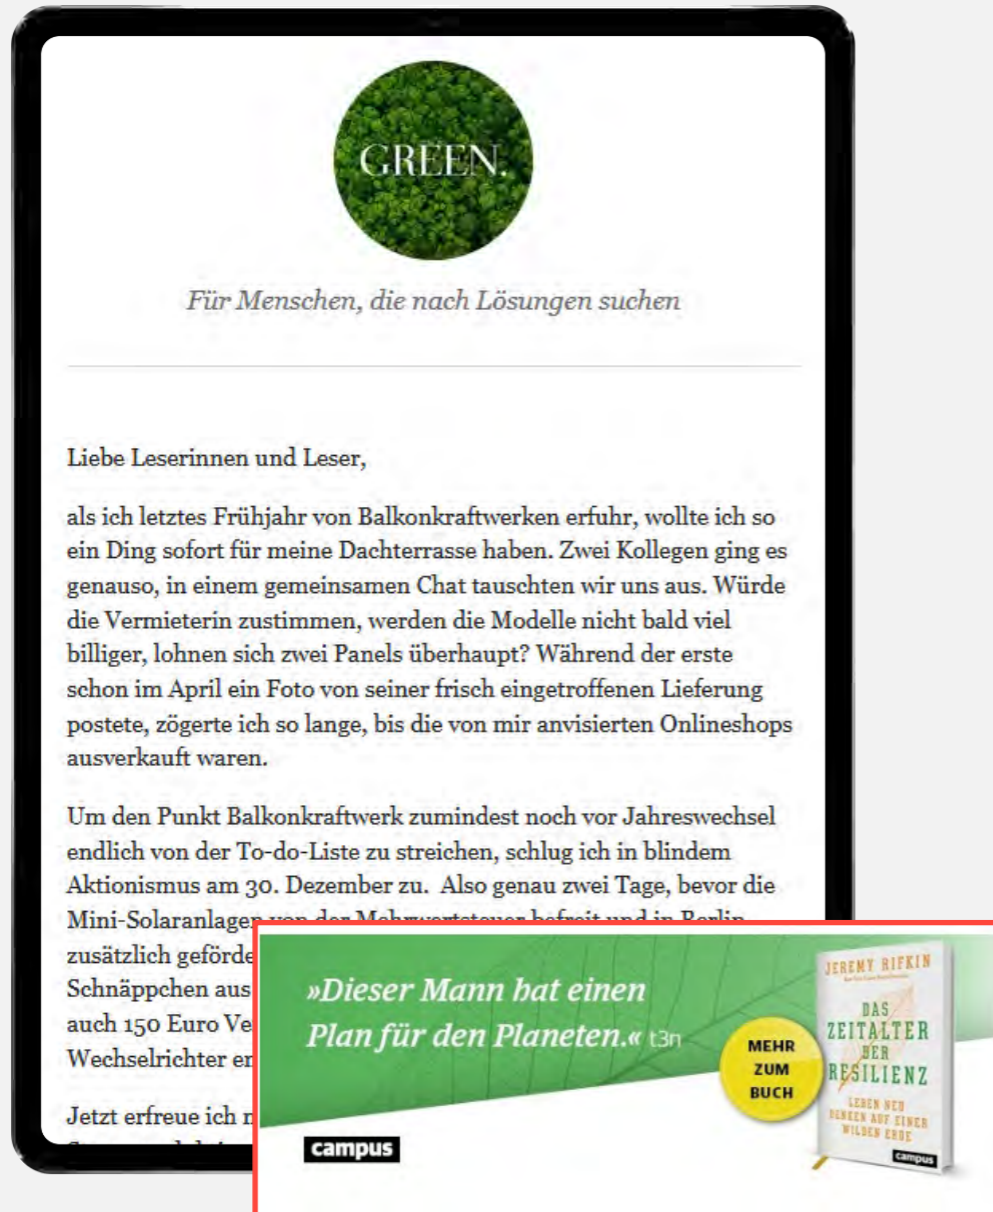 GREEN.
Für Menschen, die nach Lösungen suchen
Liebe Leserinnen und Leser,
als ich letztes Frühjahr von Balkonkraftwerken erfuhr, wollte ich so
ein Ding sofort für meine Dachterrasse haben. Zwei Kollegen ging es
genauso, in einem gemeinsamen Chat tauschten wir uns aus. Würde
die Vermieterin zustimmen, werden die Modelle nicht bald viel
billiger, lohnen sich zwei Panels überhaupt? Während der erste
schon im April ein Foto von seiner frisch eingetroffenen Lieferung
postete, zögerte ich so lange, bis die von mir anvisierten Onlineshops
ausverkauft waren.
Um den Punkt Balkonkraftwerk zumindest noch vor Jahreswechsel
endlich von der To-do-Liste zu streichen, schlug ich in blindem
Aktionismus am 30. Dezember zu. Also genau zwei Tage, bevor die
Mini-Solaranlagen von der Mehrwertsteuer befreit und in Berlin
zusätzlich geförde
Schnäppchen aus
auch 150 Euro Ve
Wechselrichter er
Jetzt erfreue ich
»Dieser Mann hat einen
Plan für den Planeten.« t3n
MEHR
ZUM
BUCH
campus
JEREMY RIFKIN
DAS
ZEITALTER
DER
RESILIENZ
LEBEN NEU
DENKEN AUF EINER
WILDEN ERDE
campus